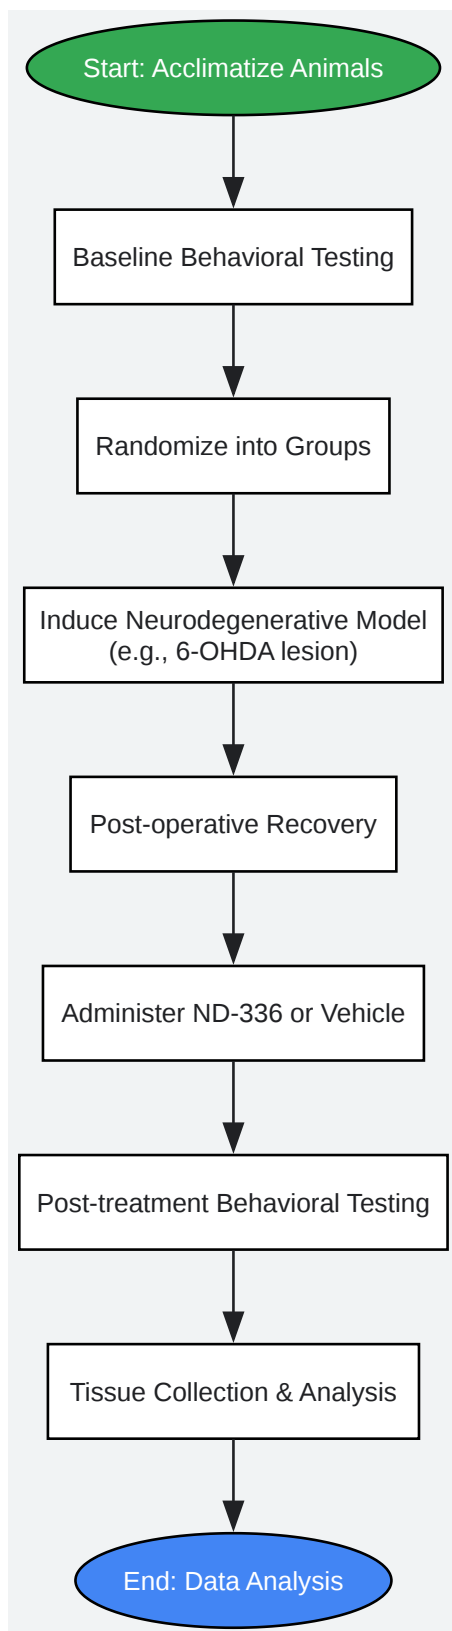 Start: Acclimatize Animals
Baseline Behavioral Testing
Randomize into Groups
Induce Neurodegenerative Model
(e.g., 6-OHDA lesion)
Post-operative Recovery
Administer ND-336 or Vehicle
Post-treatment Behavioral Testing
Tissue Collection & Analysis
End: Data Analysis